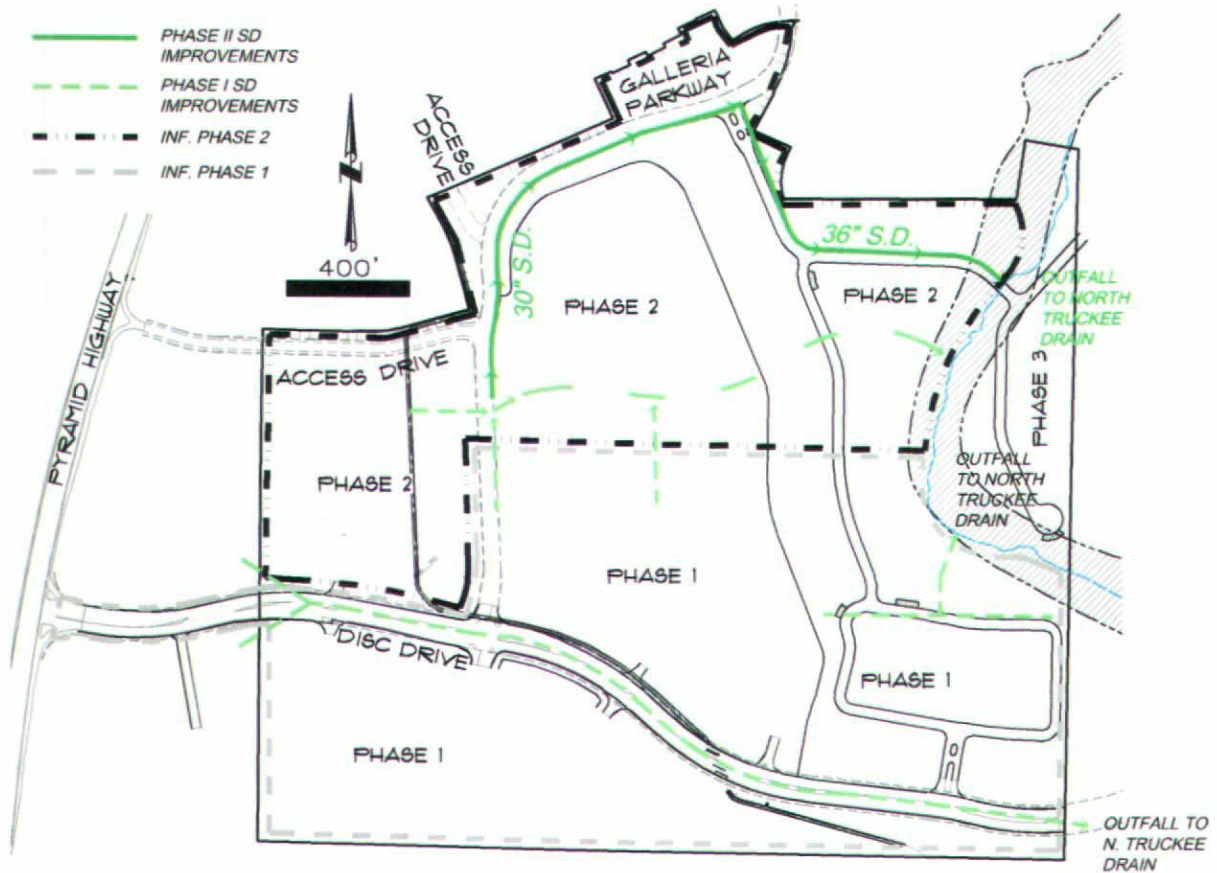 PHASE II SD
IMPROVEMENTS
PHASE I SD
IMPROVEMENTS
INF. PHASE 2
INF. PHASE 1
N
400'
ACCESS
DRIVE
GALLERIA
PARKWAY
30" S.D.
36" S.D.
PHASE 2
PHASE 2
OUTFALL
TO NORTH
TRUCKEE
DRAIN
PYRAMID HIGHWAY
ACCESS DRIVE
PHASE 3
PHASE 2
OUTFALL
TO NORTH
TRUCKEE
DRAIN
PHASE 1
DISC DRIVE
PHASE 1
PHASE 1
OUTFALL TO
N. TRUCKEE
DRAIN